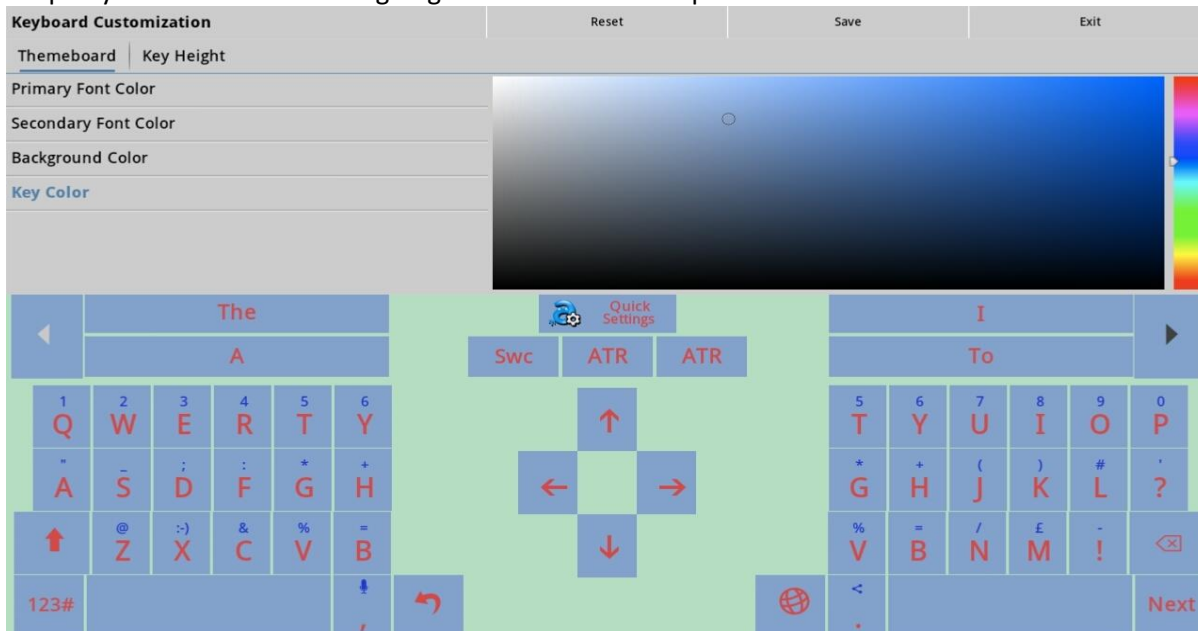 Keyboard Customization Reset Save Exit
Themeboard Key Height
Primary Font Color
Secondary Font Color
Background Color
Key Color
The Quick Settings I
A Swc ATR ATR To
1 2 3 4 5 6 5 6 7 8 9 0
Q W E R T Y T Y U I O P
" _ ; : * + * + ( ) # '
A S D F G H G H J K L ?
@ :-) & % = % = / £ -
Z X C V B V B N M !
123# , . Next